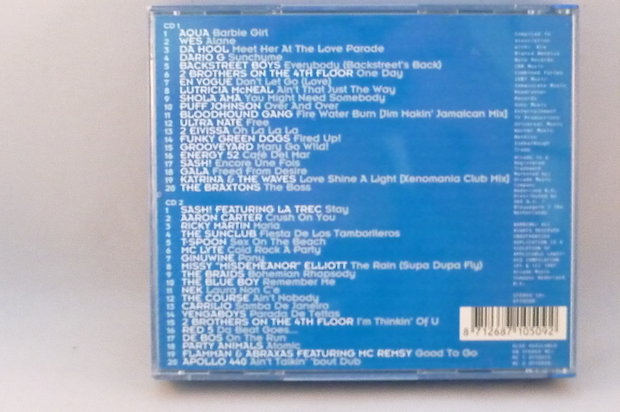 CD 1
1 AQUA Barbie Girl
2 WES Alane
3 DA HOOL Meet Her At The Love Parade
4 DARIO G Sunchyme
5 BACKSTREET BOYS Everybody (Backstreet's Back)
6 2 BROTHERS ON THE 4TH FLOOR One Day
7 EN VOGUE Don't Let Go (Love)
8 LUTRICIA McNEAL Ain't That Just The Way
9 SHOLA AMA You Might Need Somebody
10 PUFF JOHNSON Over And Over
11 BLOODHOUND GANG Fire Water Burn [Jim Makin' Jamaican Mix]
12 ULTRA NATE Free
13 2 EIVISSA Oh La La La
14 FUNKY GREEN DOGS Fired Up!
15 GROOVEYARD Mary Go Wild!
16 ENERGY 52 Café Del Mar
17 SASH! Encore Une Fois
18 GALA Freed From Desire
19 KATRINA & THE WAVES Love Shine A Light [Xenomania Club Mix]
20 THE BRAXTONS The Boss
CD 2
1 SASH! FEATURING LA TREC Stay
2 AARON CARTER Crush On You
3 RICKY MARTIN Maria
4 THE SUNCLUB Fiesta De Los Tamborileros
5 T-SPOON Sex On The Beach
6 MC LYTE Cold Rock A Party
7 GINUWINE Pony
8 MISSY "MISDEMEANOR" ELLIOTT The Rain (Supa Dupa Fly)
9 THE BRAIDS Bohemian Rhapsody
10 THE BLUE BOY Remember Me
11 NEK Laura Non C'e
12 THE COURSE Ain't Nobody
13 CARRILIO Samba De Janeiro
14 VENGABOYS Parada De Tettas
15 2 BROTHERS ON THE 4TH FLOOR I'm Thinkin' Of U
16 RED 5 Da Beat Goes...
17 DE BOS On The Run
18 PARTY ANIMALS Atomic
19 FLAMMAN & ABRAXAS FEATURING MC REMSY Good To Go
20 APOLLO 440 Ain't Talkin' 'bout Dub
8 712687 105092